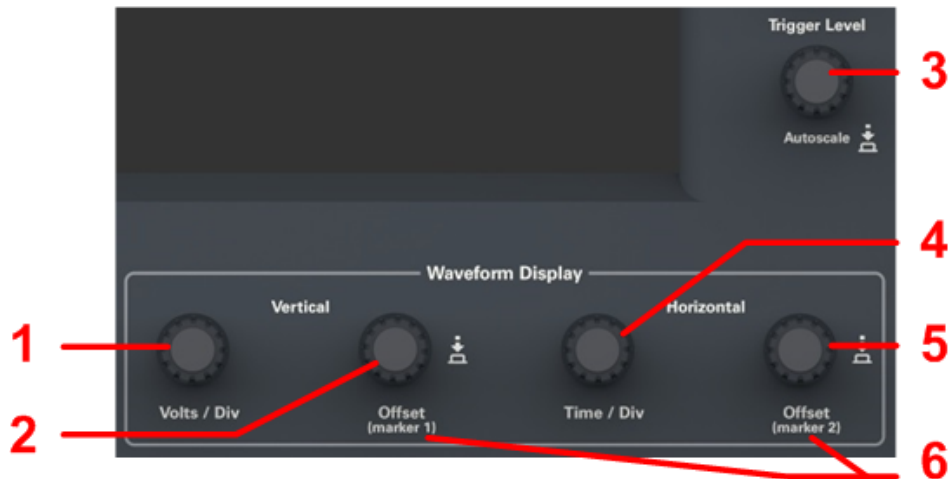 Trigger Level
3
Autoscale
4
Waveform Display
Vertical
Horizontal
1
5
Volts / Div
Offset
(marker 1)
Time / Div
Offset
(marker 2)
2
6